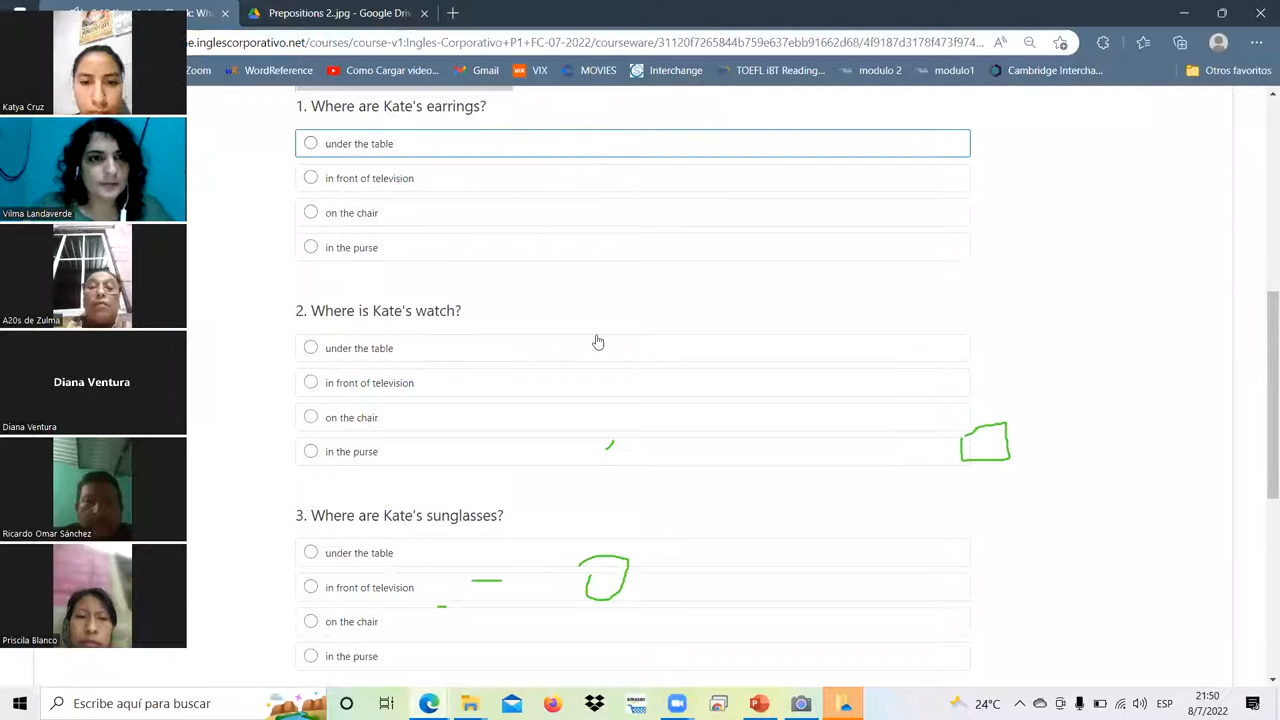 Prepositions 2..jpg - Google Driv
e.inglescorporativo.net/courses/course-v1:Ingles-Corporativo+P1+FC-07-2022/courseware/31120f7265844b759e637ebb91662d68/4f9187d3178f473f974...
Zoom WordReference Grato Cargar video... Gmail VIX MOVIES Interchange TOEFL iBT Reading... modulo 2 modulo1 Cambridge Intercha... Otros favoritos
1. Where are Kate's earrings?
under the table
in front of television
on the chair
in the purse
2. Where is Kate's watch?
under the table
in front of television
on the chair
in the purse
3. Where are Kate's sunglasses?
under the table
in front of television
on the chair
in the purse
Katya Cruz
Vilma Landaverde
A20s de Zulma
Diana Ventura
Diana Ventura
Ricardo Omar Sánchez
Priscila Blanco
Escribe aquí para buscar
amazon
24°C
ESP
21:50
8/7/2022